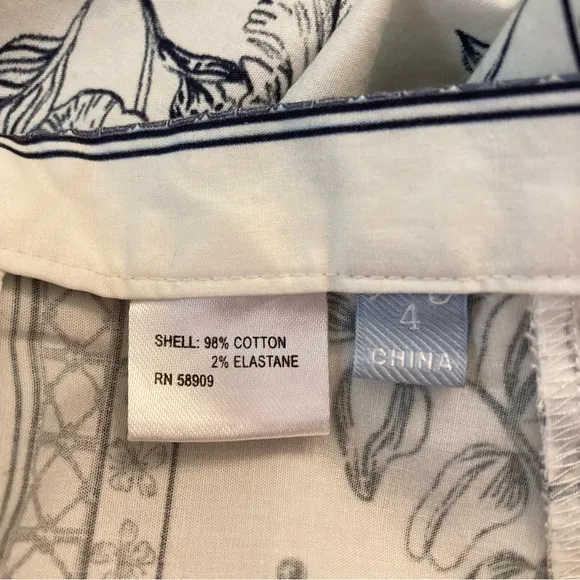 SHELL: 98% COTTON
2% ELASTANE
RN 58909
4
CHINA